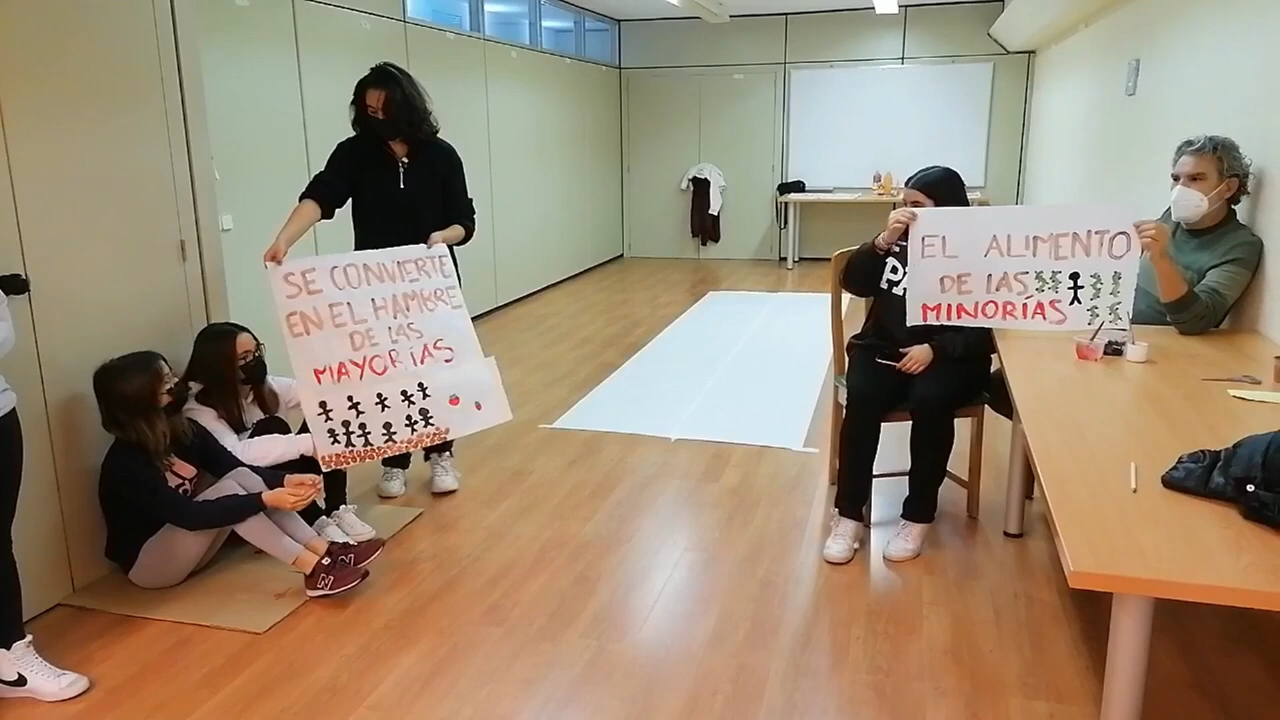 SE CONVIERTE
EN EL HAMBRE
DE LAS
MAYORÍAS
EL ALIMENTO
DE LAS
MINORÍAS
P
N